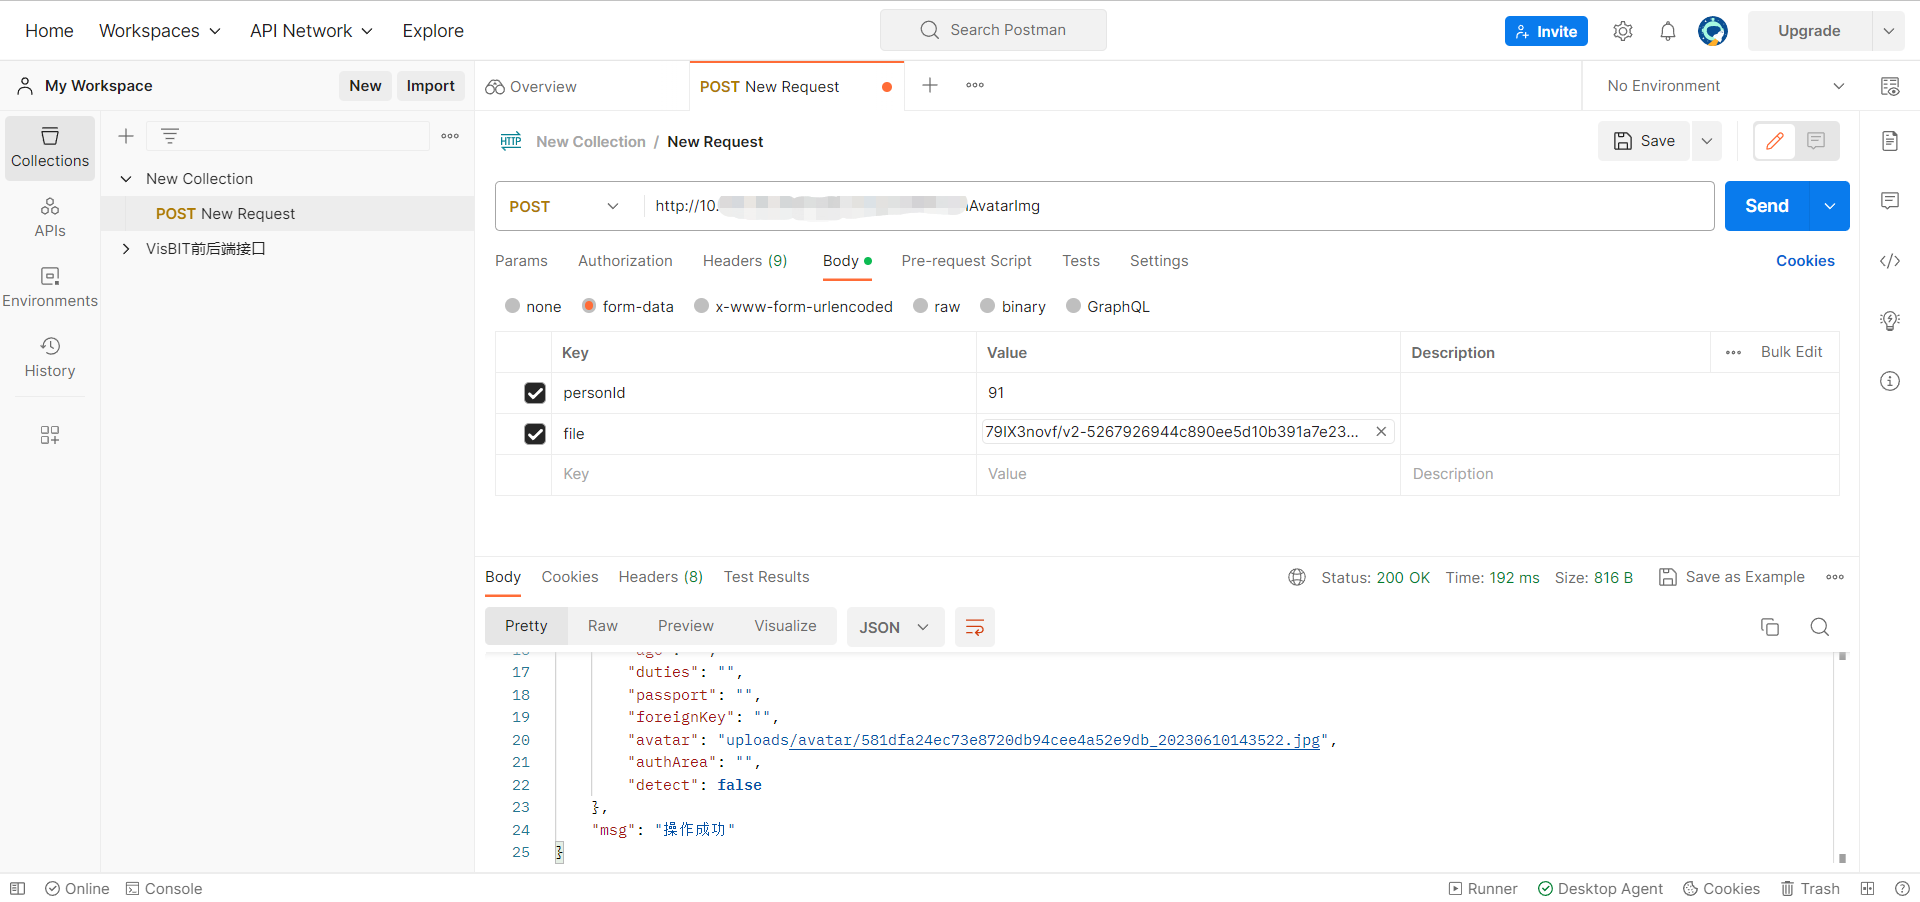 Home Workspaces API Network Explore Search Postman Invite Upgrade
My Workspace New Import Overview POST New Request No Environment
Collections
APIs
Environments
History
New Collection
POST New Request
VisBIT前后端接口
HTTP New Collection / New Request Save
POST http://10. AvatarImg Send
Params Authorization Headers (9) Body Pre-request Script Tests Settings Cookies
none form-data x-www-form-urlencoded raw binary GraphQL
Key Value Description Bulk Edit
personId 91
file 79IX3novf/v2-5267926944c890ee5d10b391a7e23...
Key Value Description
Body Cookies Headers (8) Test Results Status: 200 OK Time: 192 ms Size: 816 B Save as Example
Pretty Raw Preview Visualize JSON
17 "duties": "",
18 "passport": "",
19 "foreignKey": "",
20 "avatar": "uploads/avatar/581dfa24ec73e8720db94cee4a52e9db_20230610143522.jpg",
21 "authArea": "",
22 "detect": false
23 },
24 "msg": "操作成功"
25 }
Online Console Runner Desktop Agent Cookies Trash